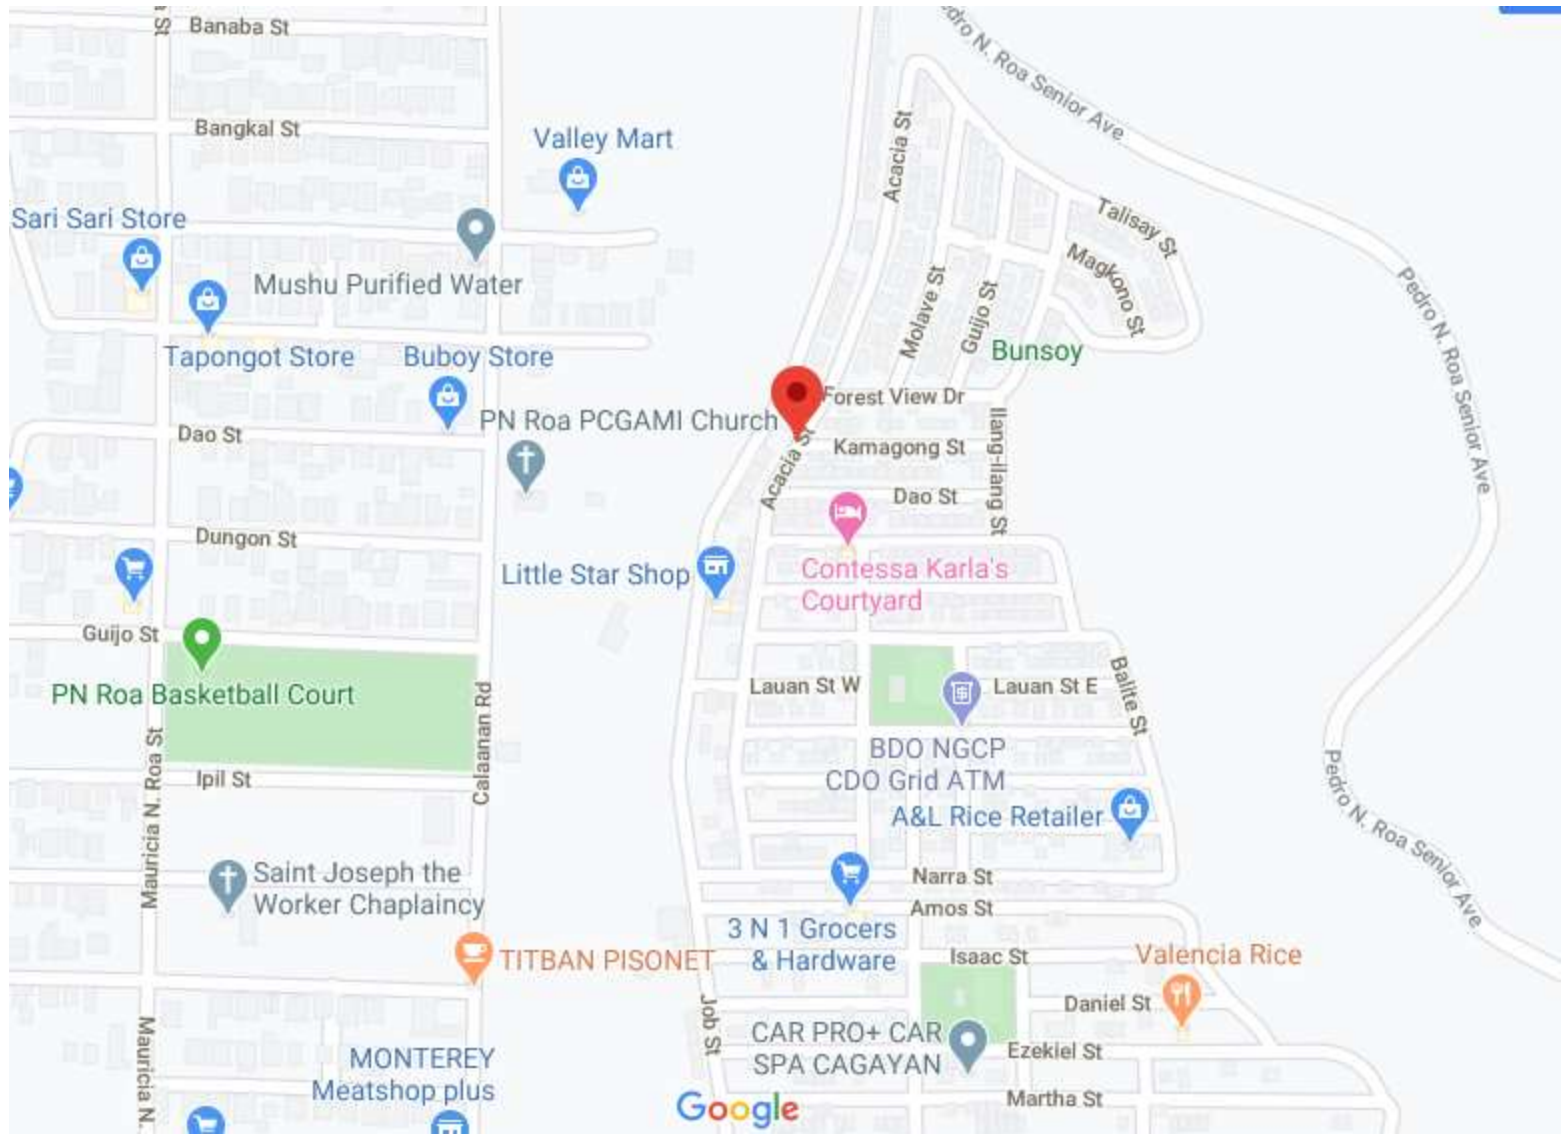 Banaba St
Pedro N. Roa Senior Ave
Bangkal St
Valley Mart
Acacia St
Sari Sari Store
Talisay St
Mushu Purified Water
Magkono St
Pedro N. Roa Senior Ave
Molave St
Guijo St
Tapongot Store
Buboy Store
Bunsoy
Forest View Dr
PN Roa PCGAMI Church
Dao St
Kamagong St
Acacia St
Ilang-ilang St
Dao St
Dungon St
Little Star Shop
Contessa Karla's
Courtyard
Guijo St
PN Roa Basketball Court
Lauan St W
Lauan St E
Balite St
Calaanan Rd
BDO NGCP
CDO Grid ATM
Mauricia N. Roa St
Ipil St
A&L Rice Retailer
Pedro N. Roa Senior Ave
Saint Joseph the
Worker Chaplaincy
Narra St
Amos St
3 N 1 Grocers
& Hardware
TITBAN PISONET
Isaac St
Valencia Rice
Daniel St
Job St
CAR PRO+ CAR
SPA CAGAYAN
Ezekiel St
MONTEREY
Meatshop plus
Mauricia N.
Martha St
Google